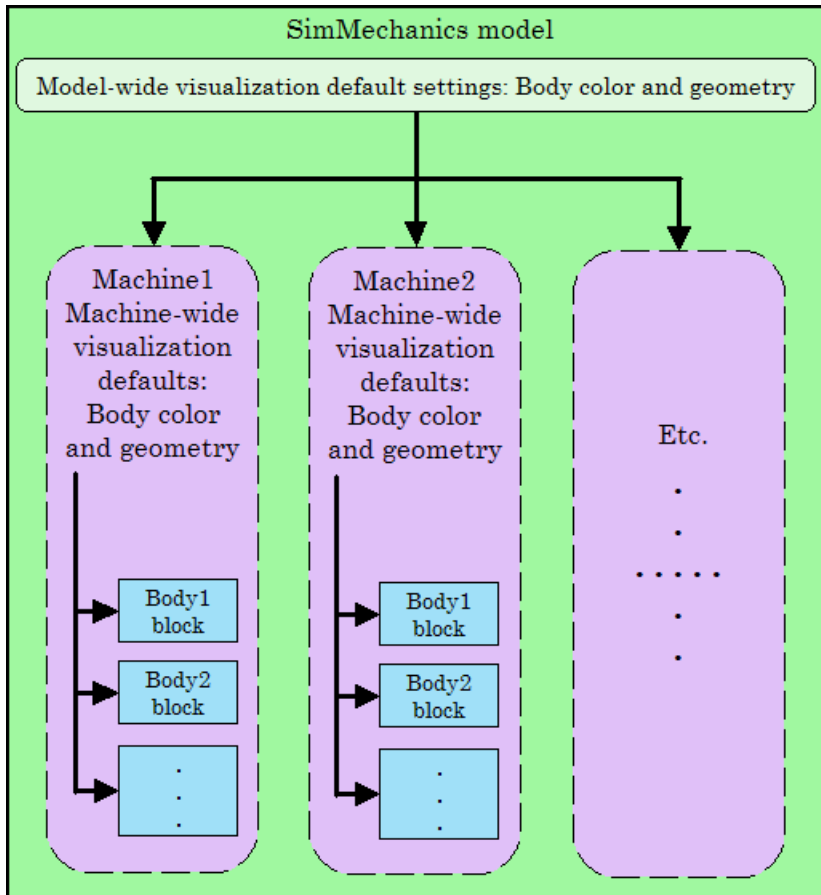 SimMechanics model
Model-wide visualization default settings: Body color and geometry
Machine1
Machine-wide
visualization
defaults:
Body color
and geometry
Body1
block
Body2
block
.
.
.
Machine2
Machine-wide
visualization
defaults:
Body color
and geometry
Body1
block
Body2
block
.
.
.
Etc.
.
.
. . . . .
.
.